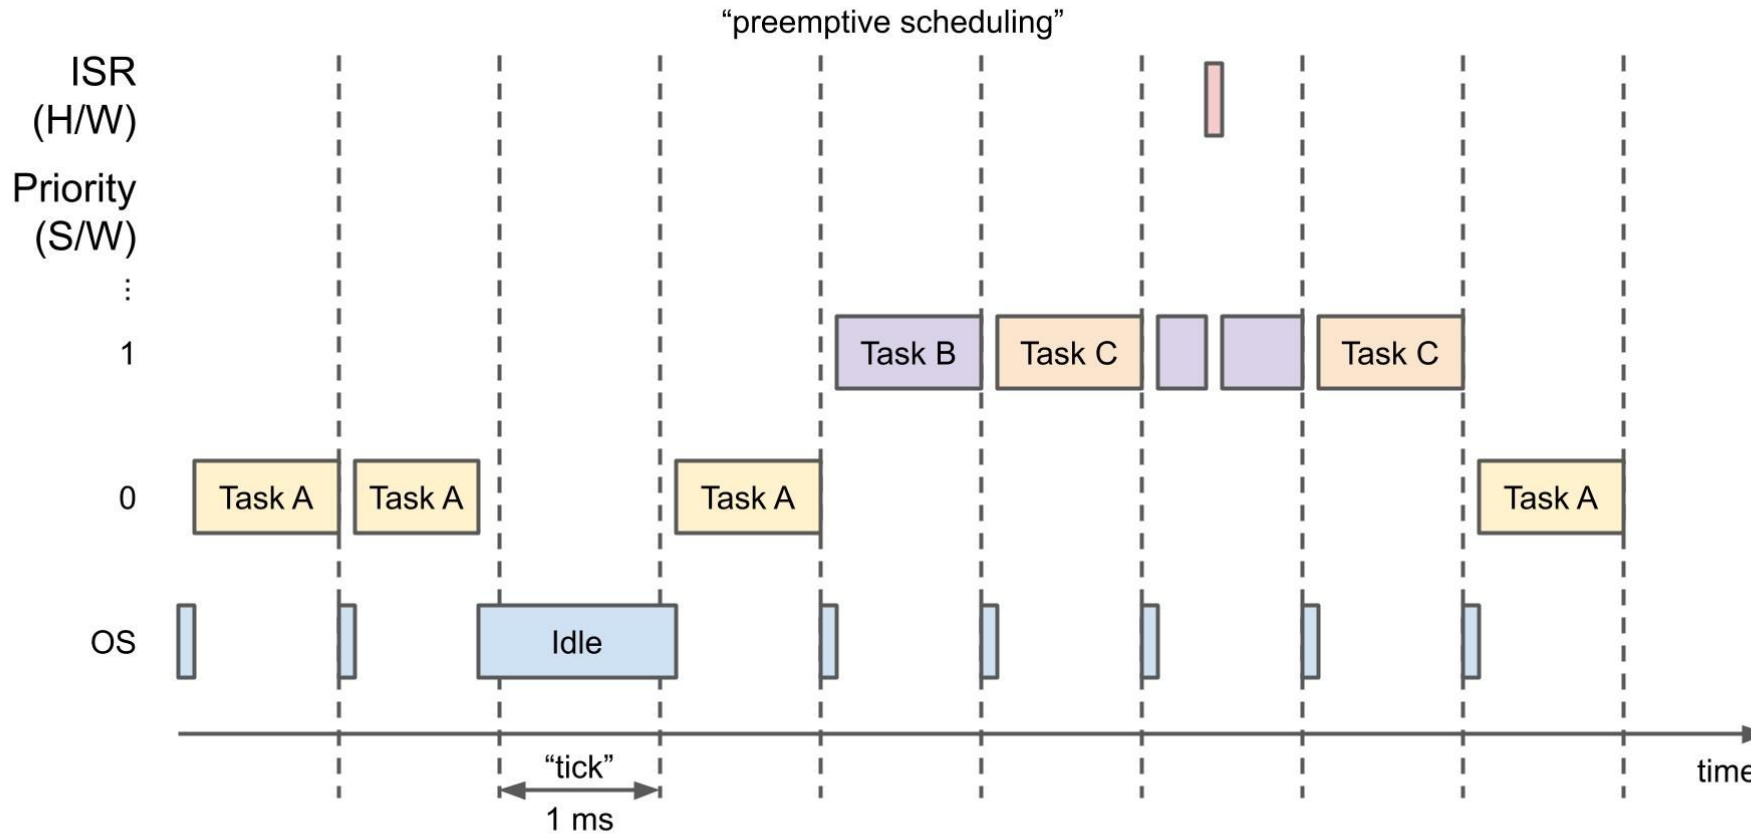 “preemptive scheduling”
ISR
(H/W)
Priority
(S/W)
⋮
1
Task B
Task C
Task C
0
Task A
Task A
Task A
Task A
OS
Idle
“tick”
1 ms
time